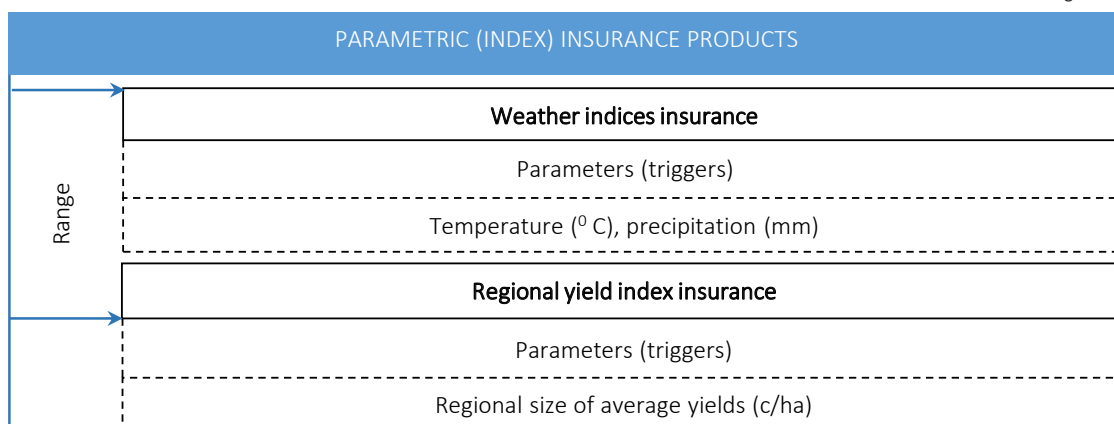 PARAMETRIC (INDEX) INSURANCE PRODUCTS
Range
Weather indices insurance
Parameters (triggers)
Temperature (⁰ C), precipitation (mm)
Regional yield index insurance
Parameters (triggers)
Regional size of average yields (c/ha)